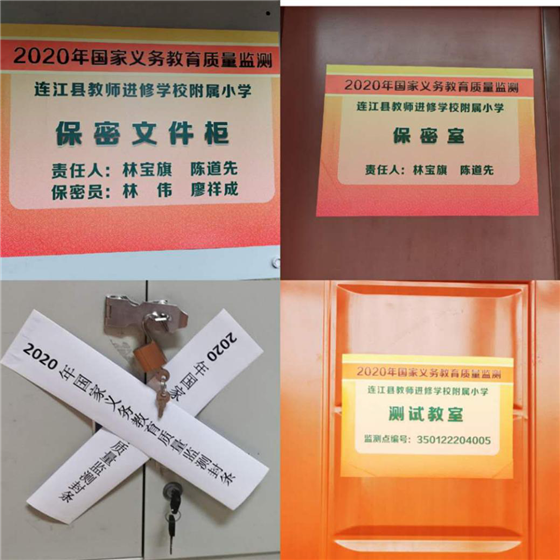 2020年国家义务教育质量监测
连江县教师进修学校附属小学
保密文件柜
责任人：林宝旗 陈道先
保密员：林 伟 廖祥成
2020年国家义务教育质量监测
连江县教师进修学校附属小学
保密室
责任人：林宝旗 陈道先
2020年国家义务教育质量监测封条
2020年国家
质量监测封条
2020年国家义务教育质量监测
连江县教师进修学校附属小学
测试教室
监测点编号：350122204005